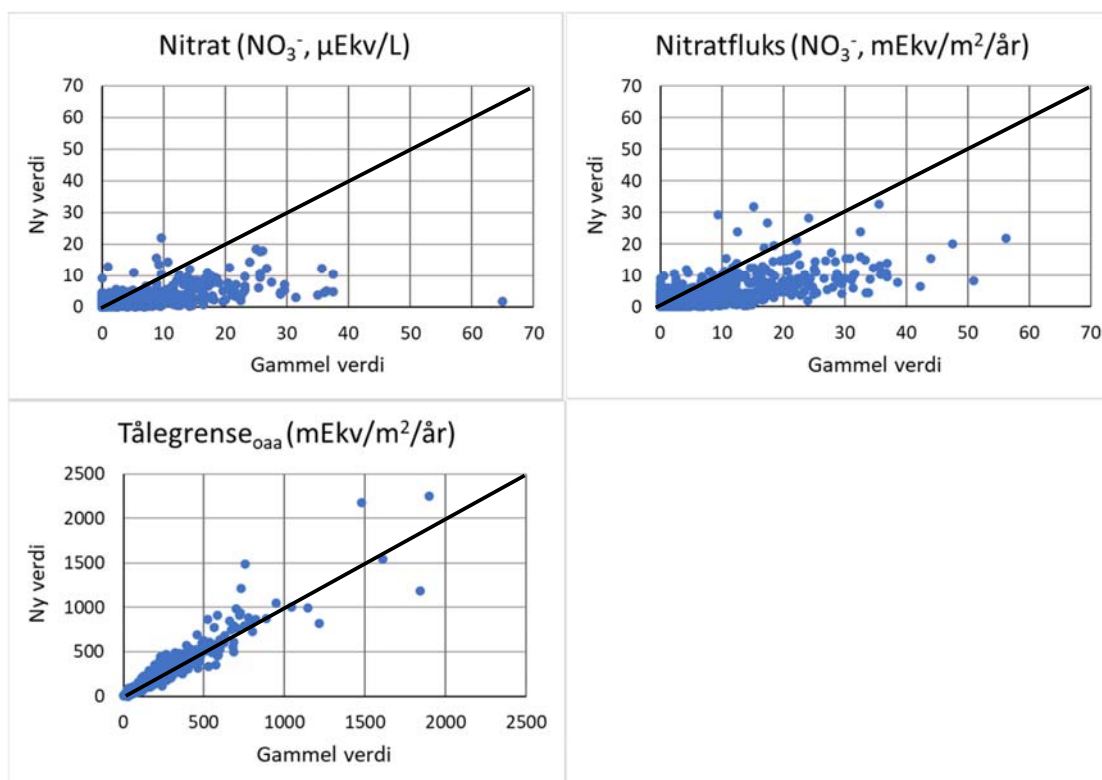 Nitrat (NO₃⁻, µEkv/L)
70
60
50
40
30
20
10
0
Ny verdi
0 10 20 30 40 50 60 70
Gammel verdi
Nitratfluks (NO₃⁻, mEkv/m²/år)
70
60
50
40
30
20
10
0
Ny verdi
0 10 20 30 40 50 60 70
Gammel verdi
Tålegrenseₒₐₐ (mEkv/m²/år)
2500
2000
1500
1000
500
0
Ny verdi
0 500 1000 1500 2000 2500
Gammel verdi